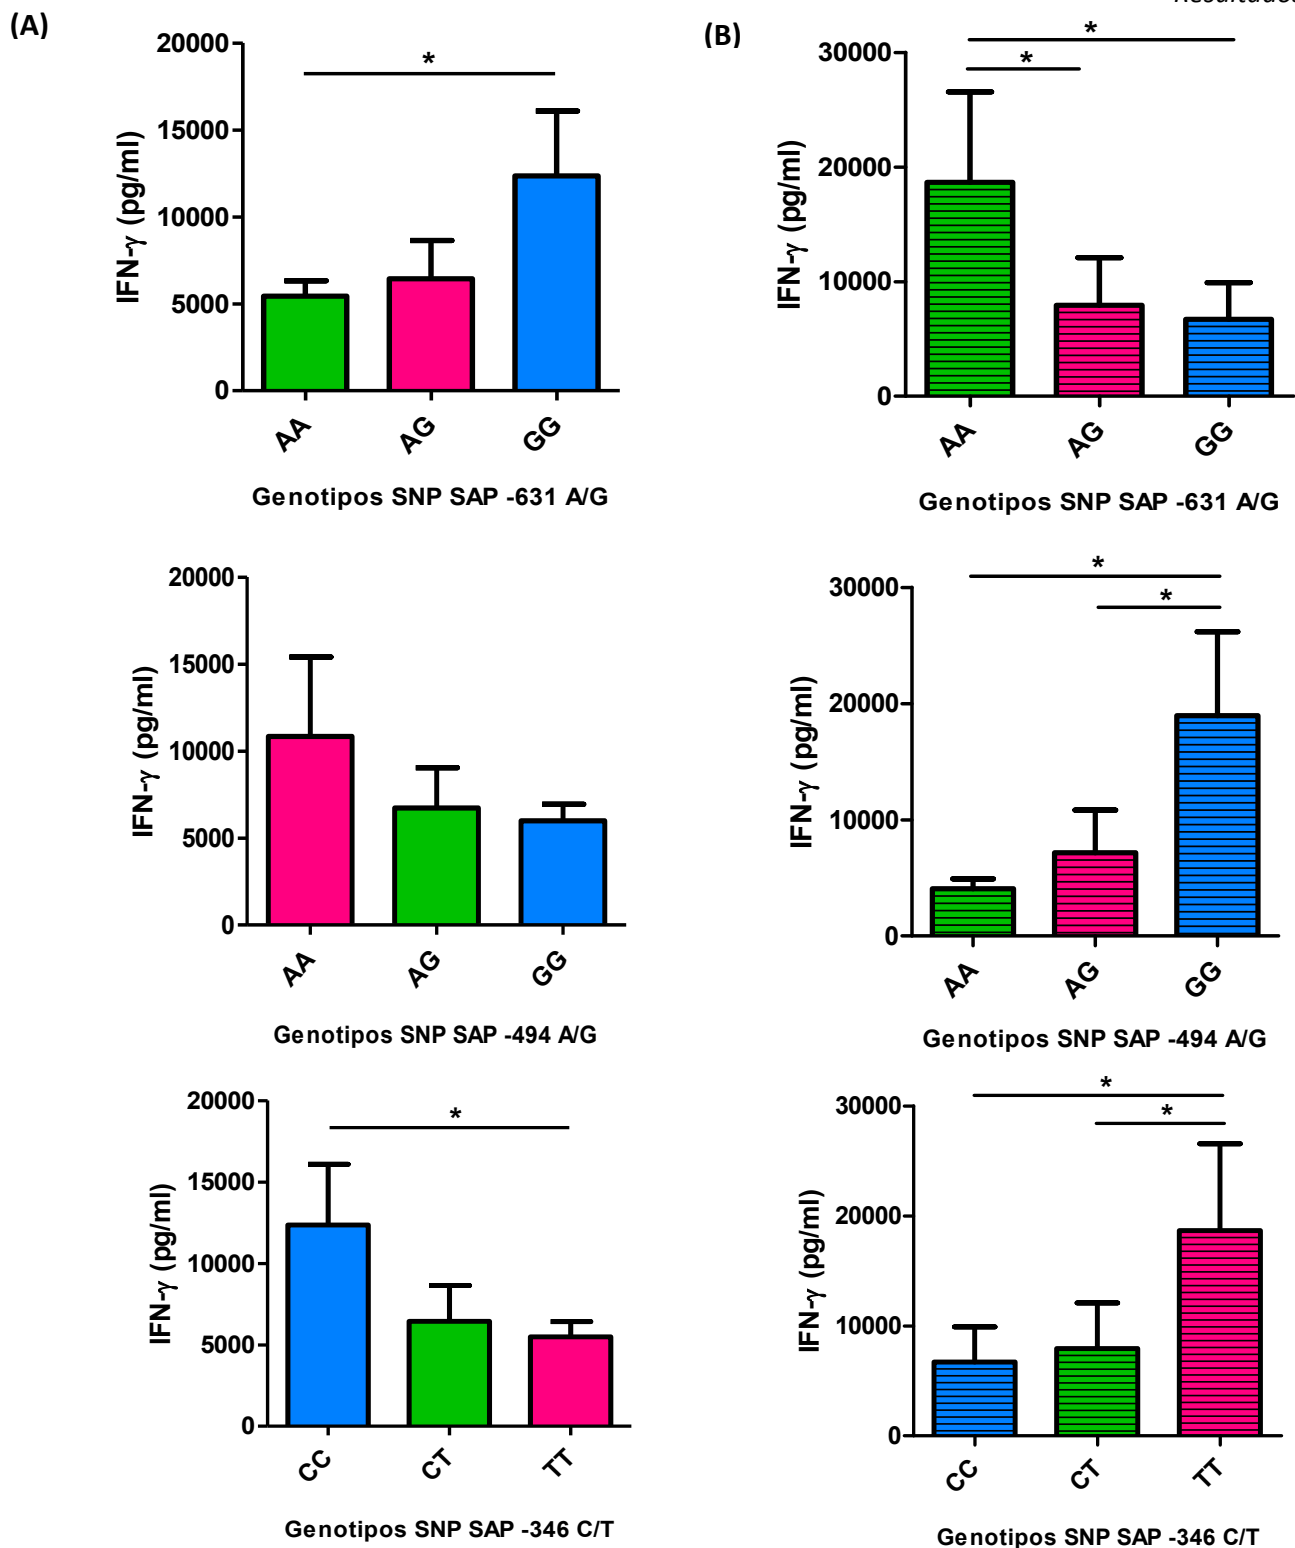 Resultados
(A)
20000
15000
10000
5000
0
IFN-γ (pg/ml)
*
AA
AG
GG
Genotipos SNP SAP -631 A/G
(B)
30000
20000
10000
0
IFN-γ (pg/ml)
*
*
AA
AG
GG
Genotipos SNP SAP -631 A/G
20000
15000
10000
5000
0
IFN-γ (pg/ml)
AA
AG
GG
Genotipos SNP SAP -494 A/G
30000
20000
10000
0
IFN-γ (pg/ml)
*
*
AA
AG
GG
Genotipos SNP SAP -494 A/G
20000
15000
10000
5000
0
IFN-γ (pg/ml)
*
CC
CT
TT
Genotipos SNP SAP -346 C/T
30000
20000
10000
0
IFN-γ (pg/ml)
*
*
CC
CT
TT
Genotipos SNP SAP -346 C/T